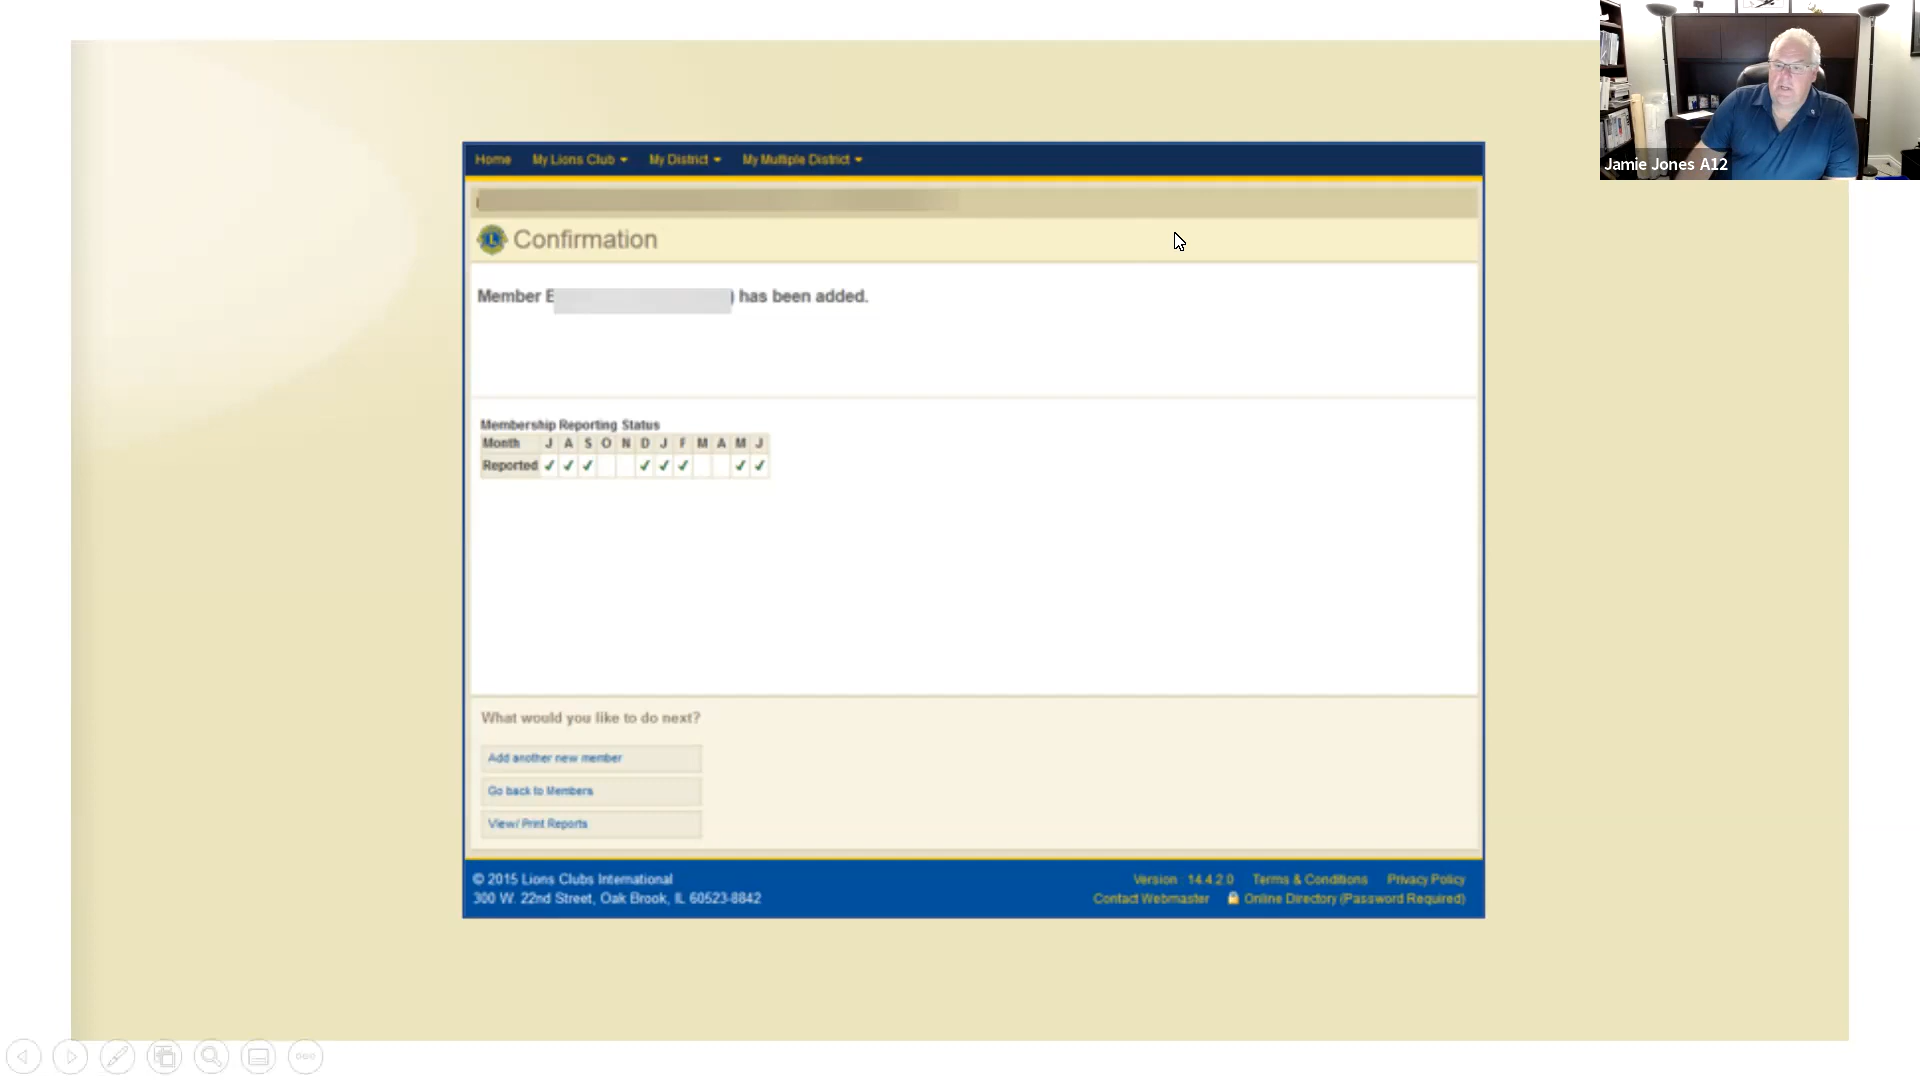 Jamie Jones A12
Home My Lions Club My District My Multiple District
Confirmation
Member E has been added.
Membership Reporting Status
Month J A S O N D J F M A M J
Reported ✓ ✓ ✓ ✓ ✓ ✓ ✓ ✓
What would you like to do next?
Add another new member
Go back to Members
View/ Print Reports
© 2015 Lions Clubs International
300 W. 22nd Street, Oak Brook, IL 60523-8842
Version : 14.4.2.0 Terms & Conditions Privacy Policy
Contact Webmaster Online Directory (Password Required)